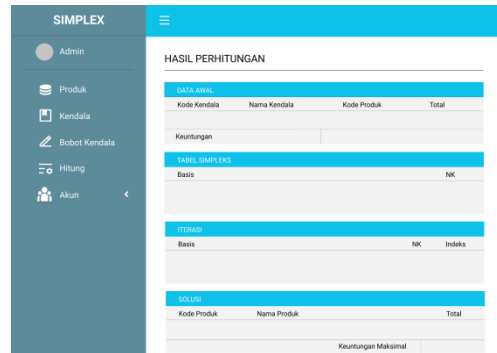 SIMPLEX
Admin
Produk
Kendala
Bobot Kendala
Hitung
Akun
HASIL PERHITUNGAN
DATA AWAL
Kode Kendala Nama Kendala Kode Produk Total
Keuntungan
TABEL SIMPLEKS
Basis NK
ITERASI
Basis NK Indeks
SOLUSI
Kode Produk Nama Produk Total
Keuntungan Maksimal